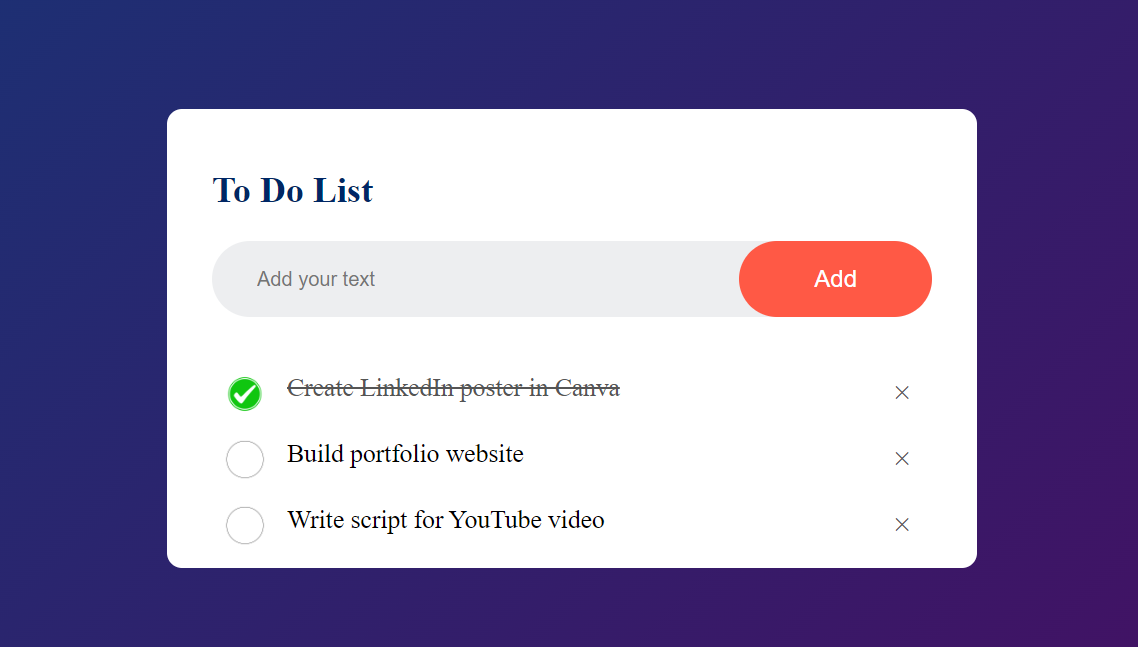 To Do List
Add your text
Add
Create LinkedIn poster in Canva
Build portfolio website
Write script for YouTube video